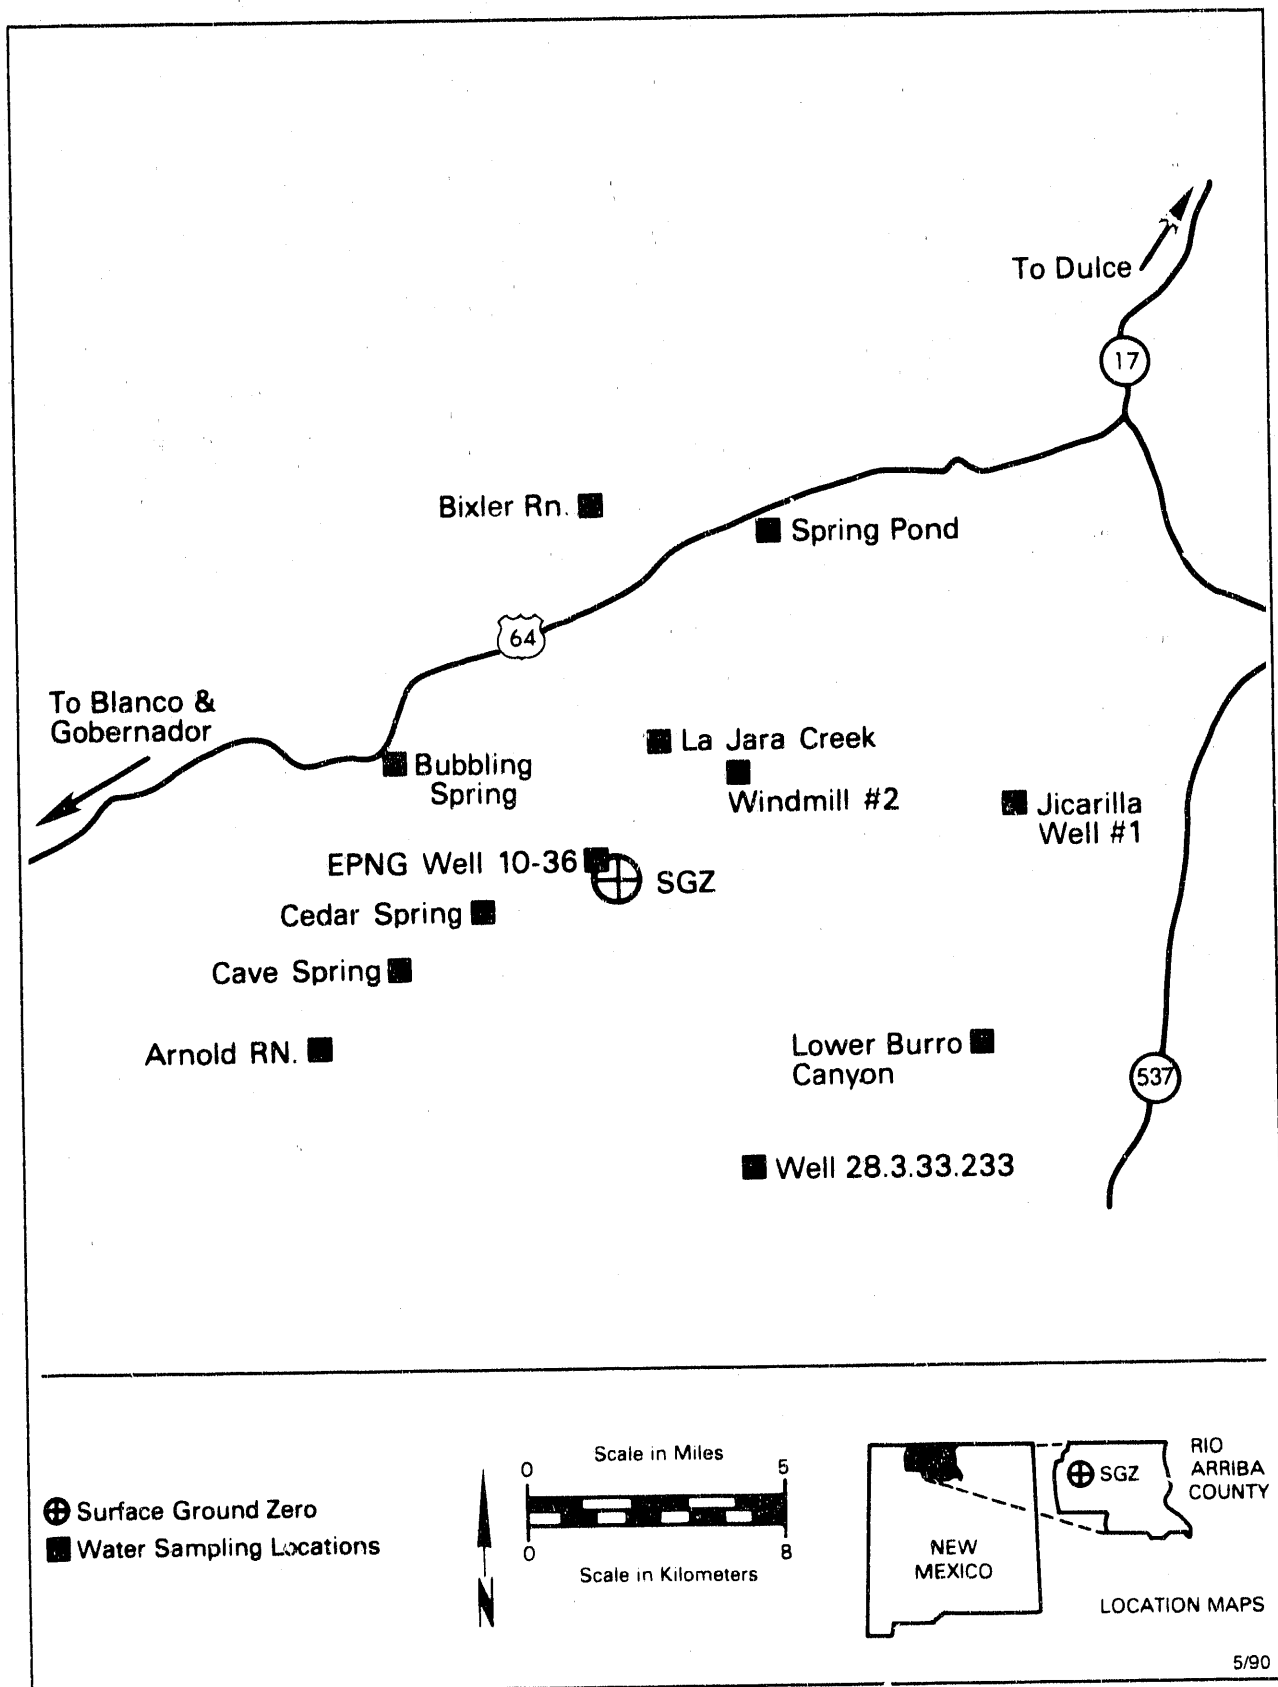 To Dulce
17
Bixler Rn.
Spring Pond
64
To Blanco &
Gobernador
La Jara Creek
Bubbling
Spring
Windmill #2
Jicarilla
Well #1
EPNG Well 10-36
SGZ
Cedar Spring
Cave Spring
Arnold RN.
Lower Burro
Canyon
537
Well 28.3.33.233
Surface Ground Zero
Water Sampling Locations
N
Scale in Miles
0 5
0 8
Scale in Kilometers
NEW
MEXICO
SGZ
RIO
ARRIBA
COUNTY
LOCATION MAPS
5/90